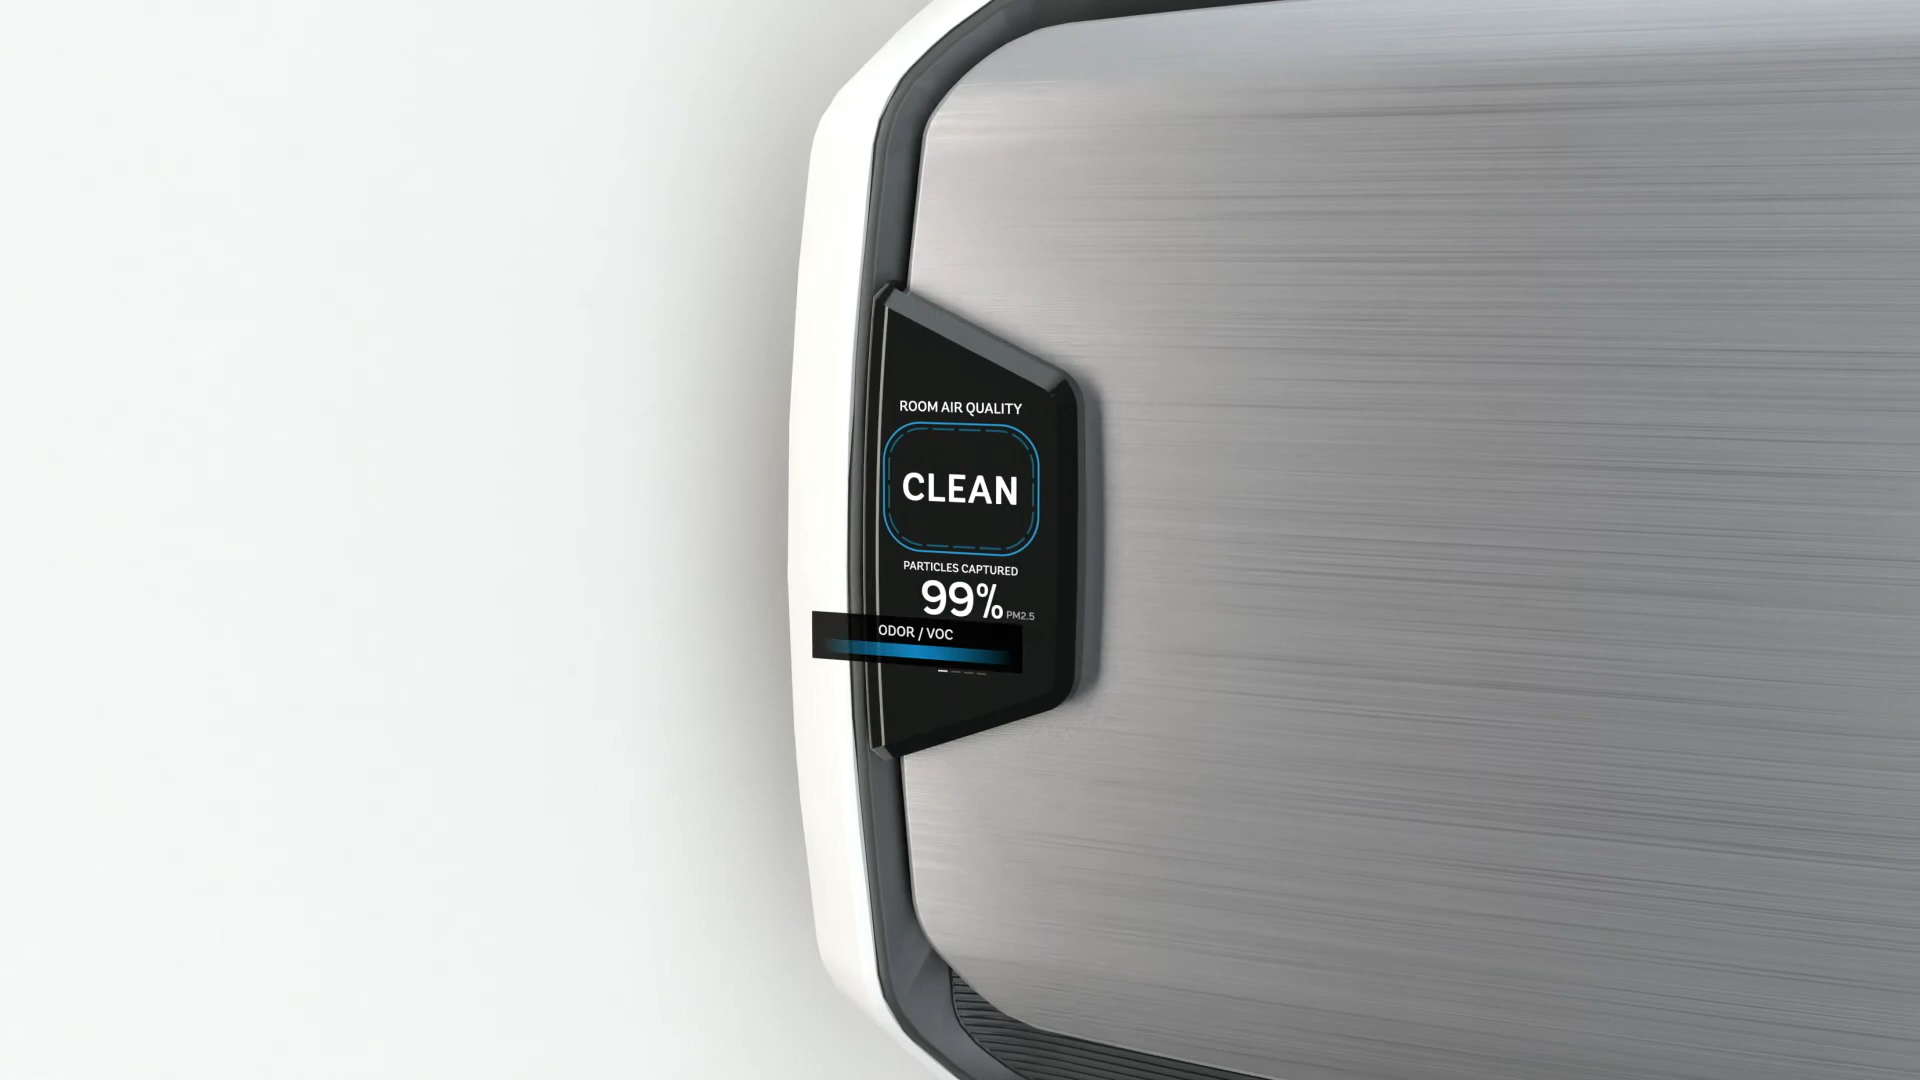 ROOM AIR QUALITY
CLEAN
PARTICLES CAPTURED
99% PM2.5
ODOR / VOC